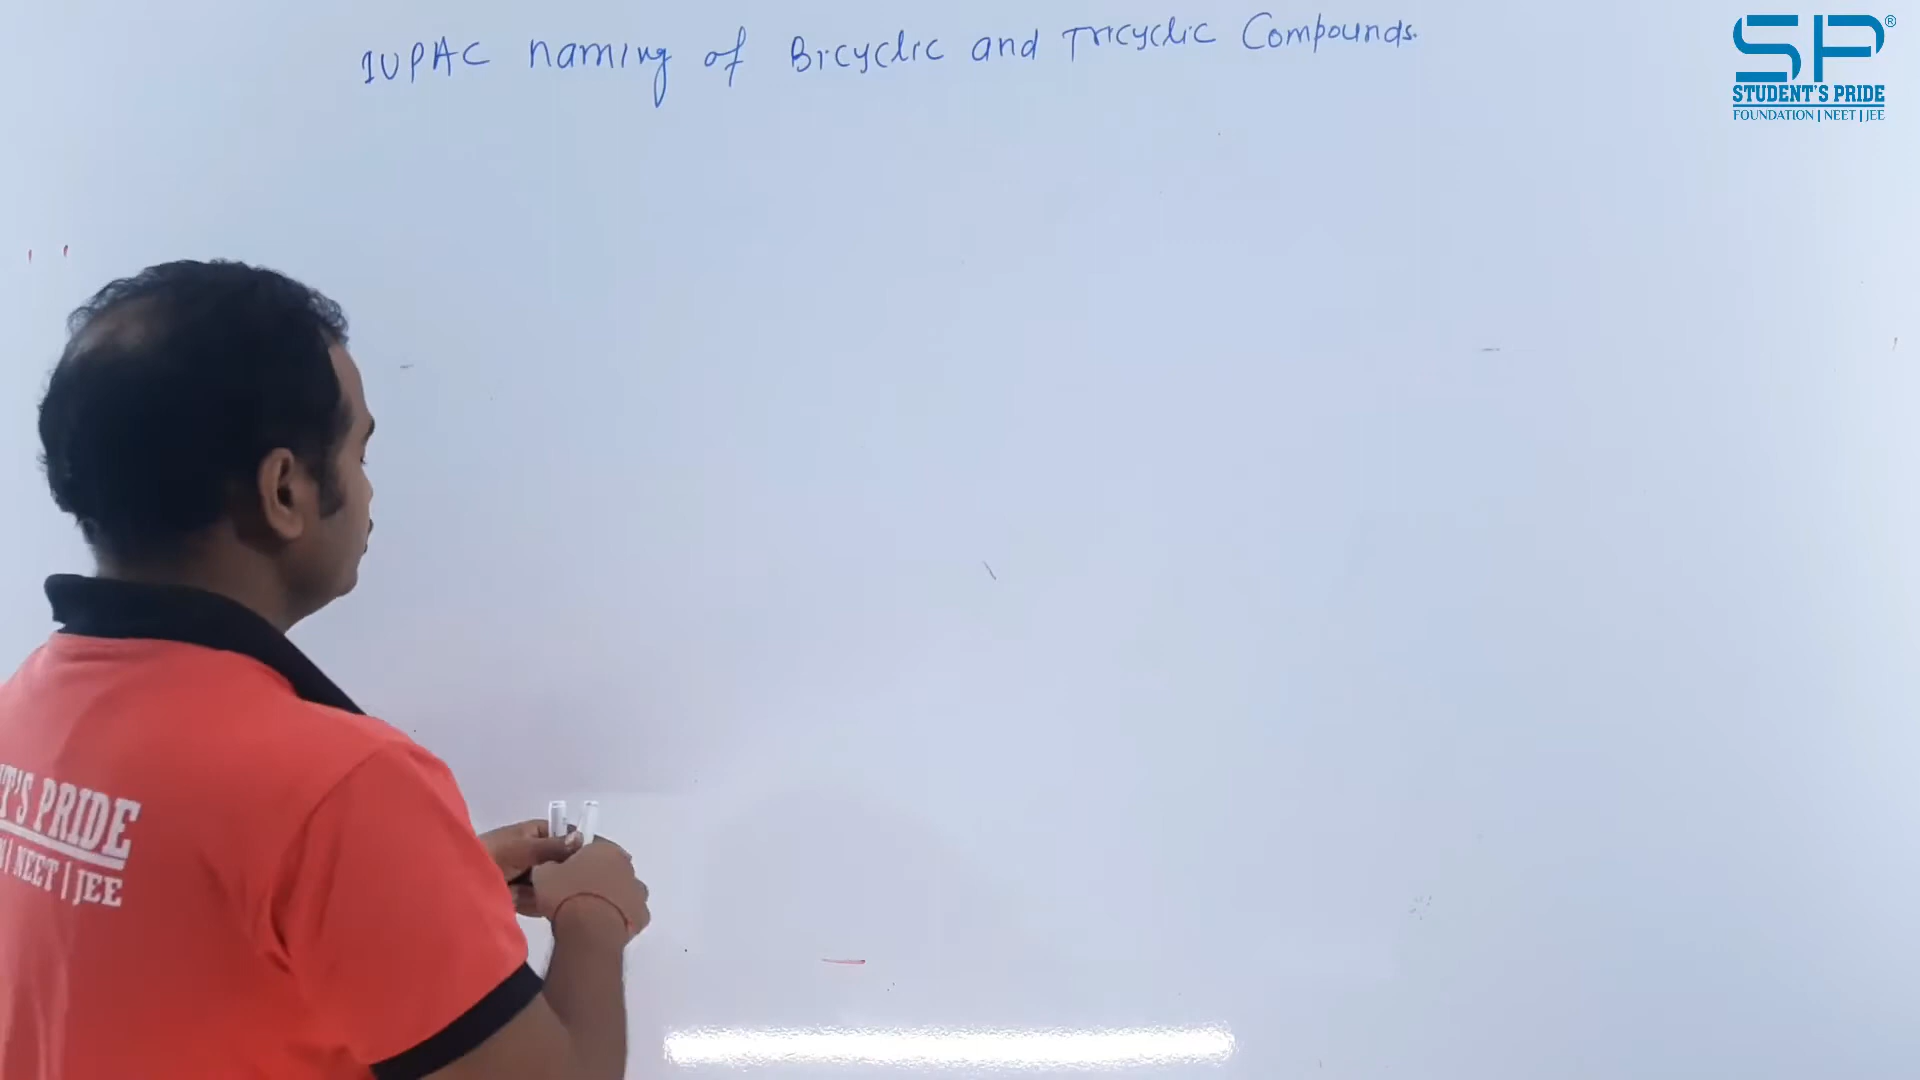 IUPAC naming of Bicyclic and Tricyclic Compounds.
SP®
STUDENT'S PRIDE
FOUNDATION | NEET | JEE
T'S PRIDE
| NEET | JEE